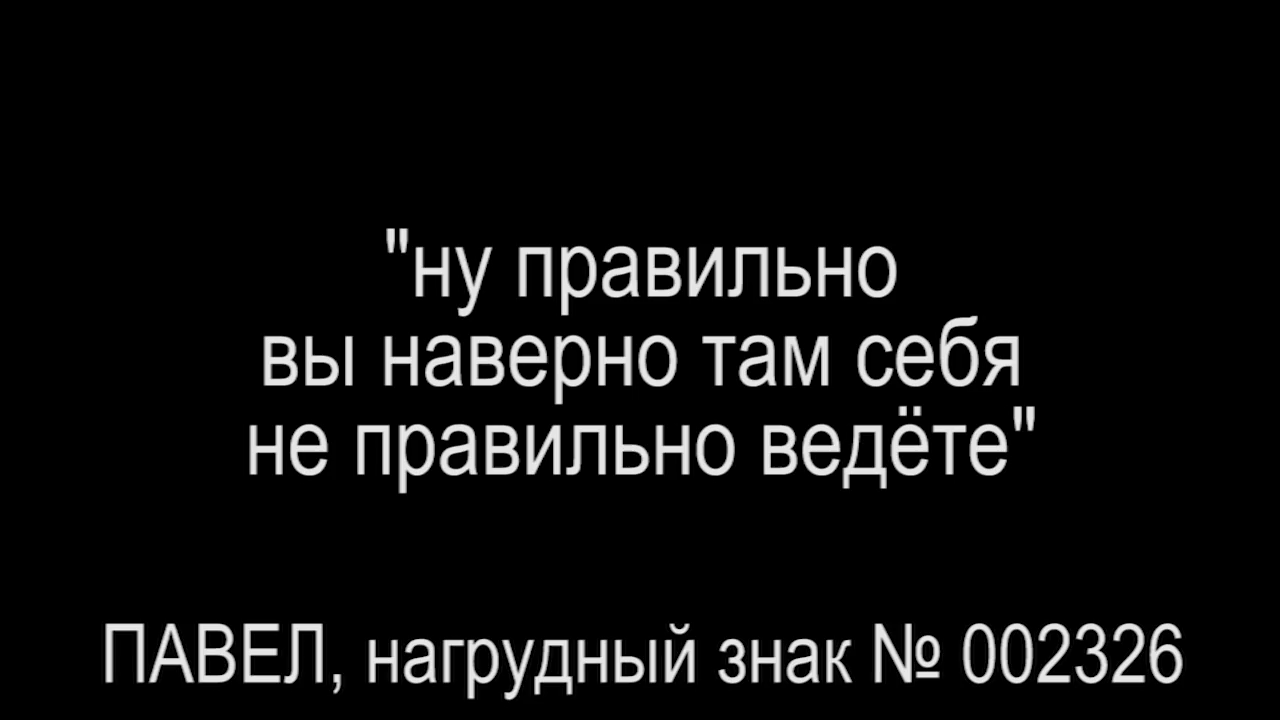 "ну правильно
вы наверно там себя
не правильно ведёте"
ПАВЕЛ, нагрудный знак № 002326